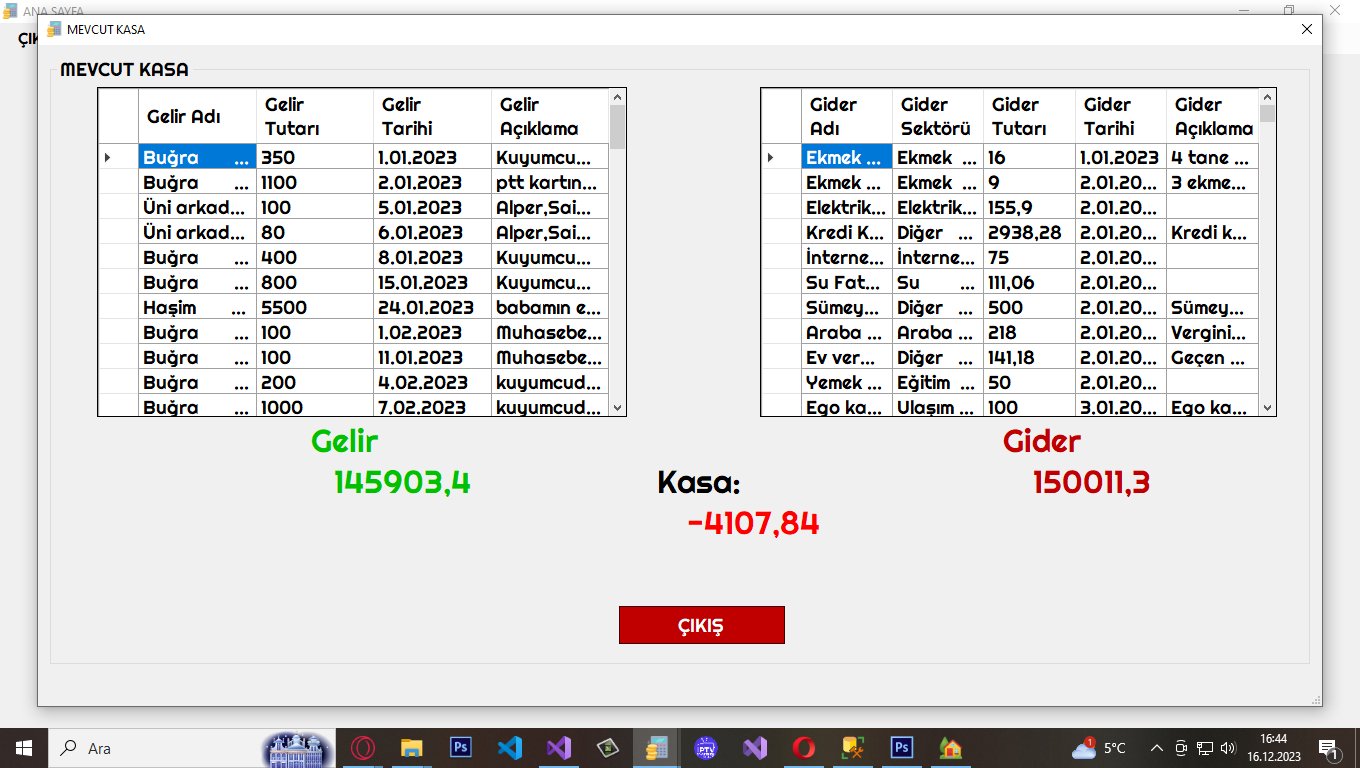 ANA SAYFA
MEVCUT KASA
MEVCUT KASA
Gelir Adı Gelir Tutarı Gelir Tarihi Gelir Açıklama
Buğra ... 350 1.01.2023 Kuyumcu...
Buğra ... 1100 2.01.2023 ptt kartın...
Üni arkad... 100 5.01.2023 Alper,Sai...
Üni arkad... 80 6.01.2023 Alper,Sai...
Buğra ... 400 8.01.2023 Kuyumcu...
Buğra ... 800 15.01.2023 Kuyumcu...
Haşim ... 5500 24.01.2023 babamın e...
Buğra ... 100 1.02.2023 Muhasebe...
Buğra ... 100 11.01.2023 Muhasebe...
Buğra ... 200 4.02.2023 kuyumcud...
Buğra ... 1000 7.02.2023 kuyumcud...
Gider Adı Gider Sektörü Gider Tutarı Gider Tarihi Gider Açıklama
Ekmek ... Ekmek ... 16 1.01.2023 4 tane ...
Ekmek ... Ekmek ... 9 2.01.20... 3 ekme...
Elektrik... Elektrik... 155,9 2.01.20...
Kredi K... Diğer ... 2938,28 2.01.20... Kredi k...
İnterne... İnterne... 75 2.01.20...
Su Fat... Su ... 111,06 2.01.20...
Sümey... Diğer ... 500 2.01.20... Sümey...
Araba ... Araba ... 218 2.01.20... Vergini...
Ev ver... Diğer ... 141,18 2.01.20... Geçen ...
Yemek ... Eğitim ... 50 2.01.20...
Ego ka... Ulaşım ... 100 3.01.20... Ego ka...
Gelir
145903,4
Gider
150011,3
Kasa:
-4107,84
ÇIKIŞ
Ara
Ps
IPTV
Ps
5°C
16:44
16.12.2023
1
1